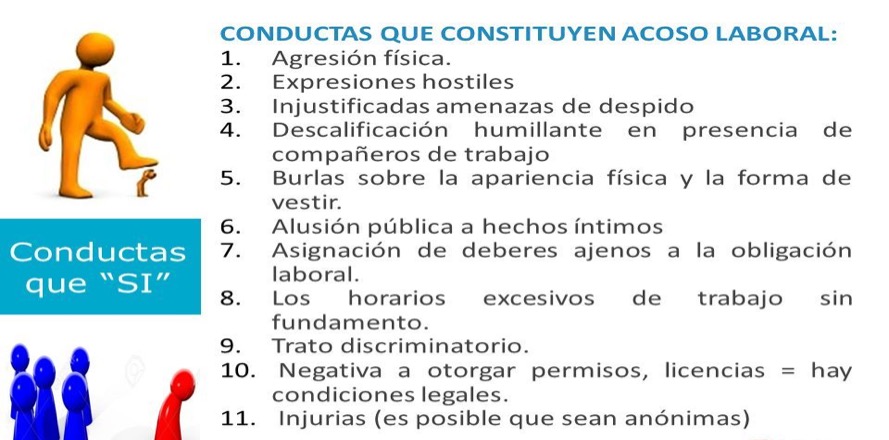 CONDUCTAS QUE CONSTITUYEN ACOSO LABORAL:
1. Agresión física.
2. Expresiones hostiles
3. Injustificadas amenazas de despido
4. Descalificación humillante en presencia de
compañeros de trabajo
5. Burlas sobre la apariencia física y la forma de
vestir.
6. Alusión pública a hechos íntimos
7. Asignación de deberes ajenos a la obligación
laboral.
8. Los horarios excesivos de trabajo sin
fundamento.
9. Trato discriminatorio.
10. Negativa a otorgar permisos, licencias = hay
condiciones legales.
11. Injurias (es posible que sean anónimas)
Conductas
que “SI”